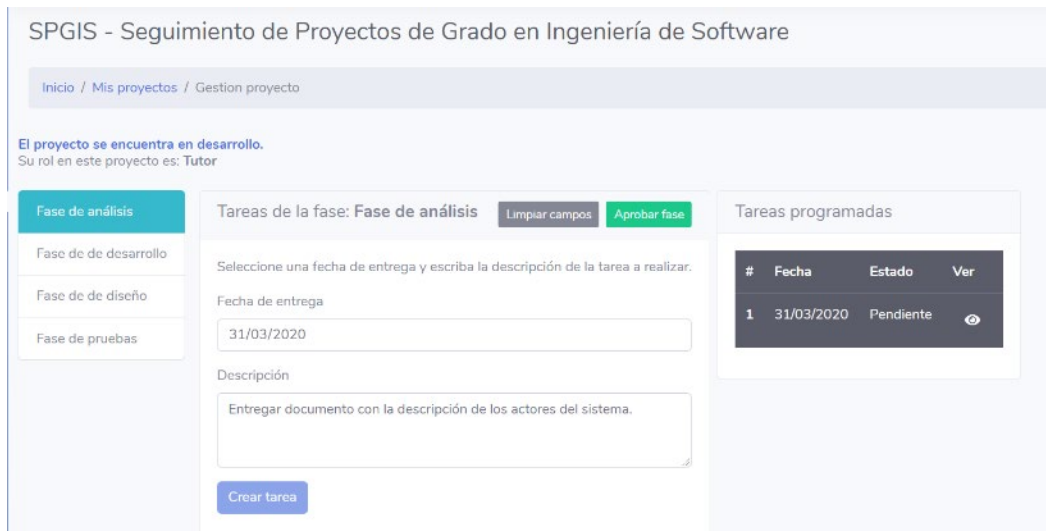 SPGIS - Seguimiento de Proyectos de Grado en Ingeniería de Software
Inicio / Mis proyectos / Gestion proyecto
El proyecto se encuentra en desarrollo.
Su rol en este proyecto es: Tutor
Fase de análisis
Fase de de desarrollo
Fase de de diseño
Fase de pruebas
Tareas de la fase: Fase de análisis
Limpiar campos
Aprobar fase
Seleccione una fecha de entrega y escriba la descripción de la tarea a realizar.
Fecha de entrega
31/03/2020
Descripción
Entregar documento con la descripción de los actores del sistema.
Crear tarea
Tareas programadas
# Fecha Estado Ver
1 31/03/2020 Pendiente